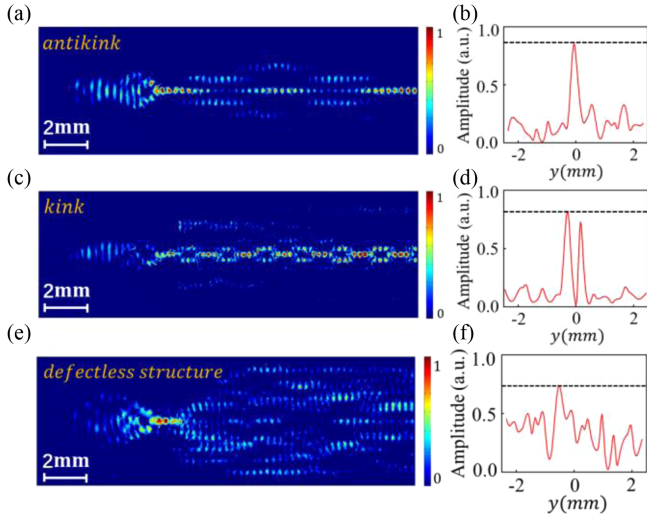 (a)
antikink
2mm
1
0
(b)
Amplitude (a.u.)
1.0
0.5
0.0
-2
0
2
y(mm)
(c)
kink
2mm
1
0
(d)
Amplitude (a.u.)
1.0
0.5
0.0
-2
0
2
y(mm)
(e)
defectless structure
2mm
1
0
(f)
Amplitude (a.u.)
1.0
0.5
0.0
-2
0
2
y(mm)